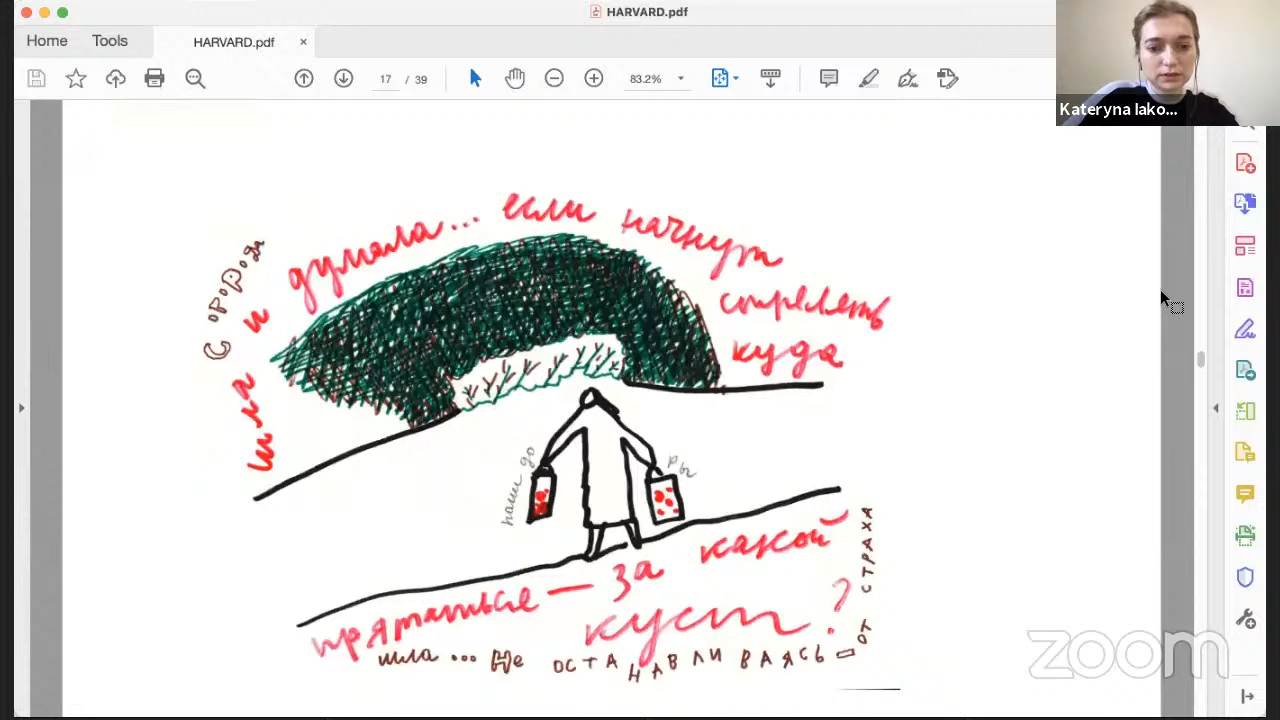 HARVARD.pdf
Home
Tools
HARVARD.pdf
×
17 / 39
83.2%
Kateryna Iako...
шла и думала... если начнут
стрелять
куда
прятаться — за какой
куст?
шла... не останавливаясь — от страха
zoom